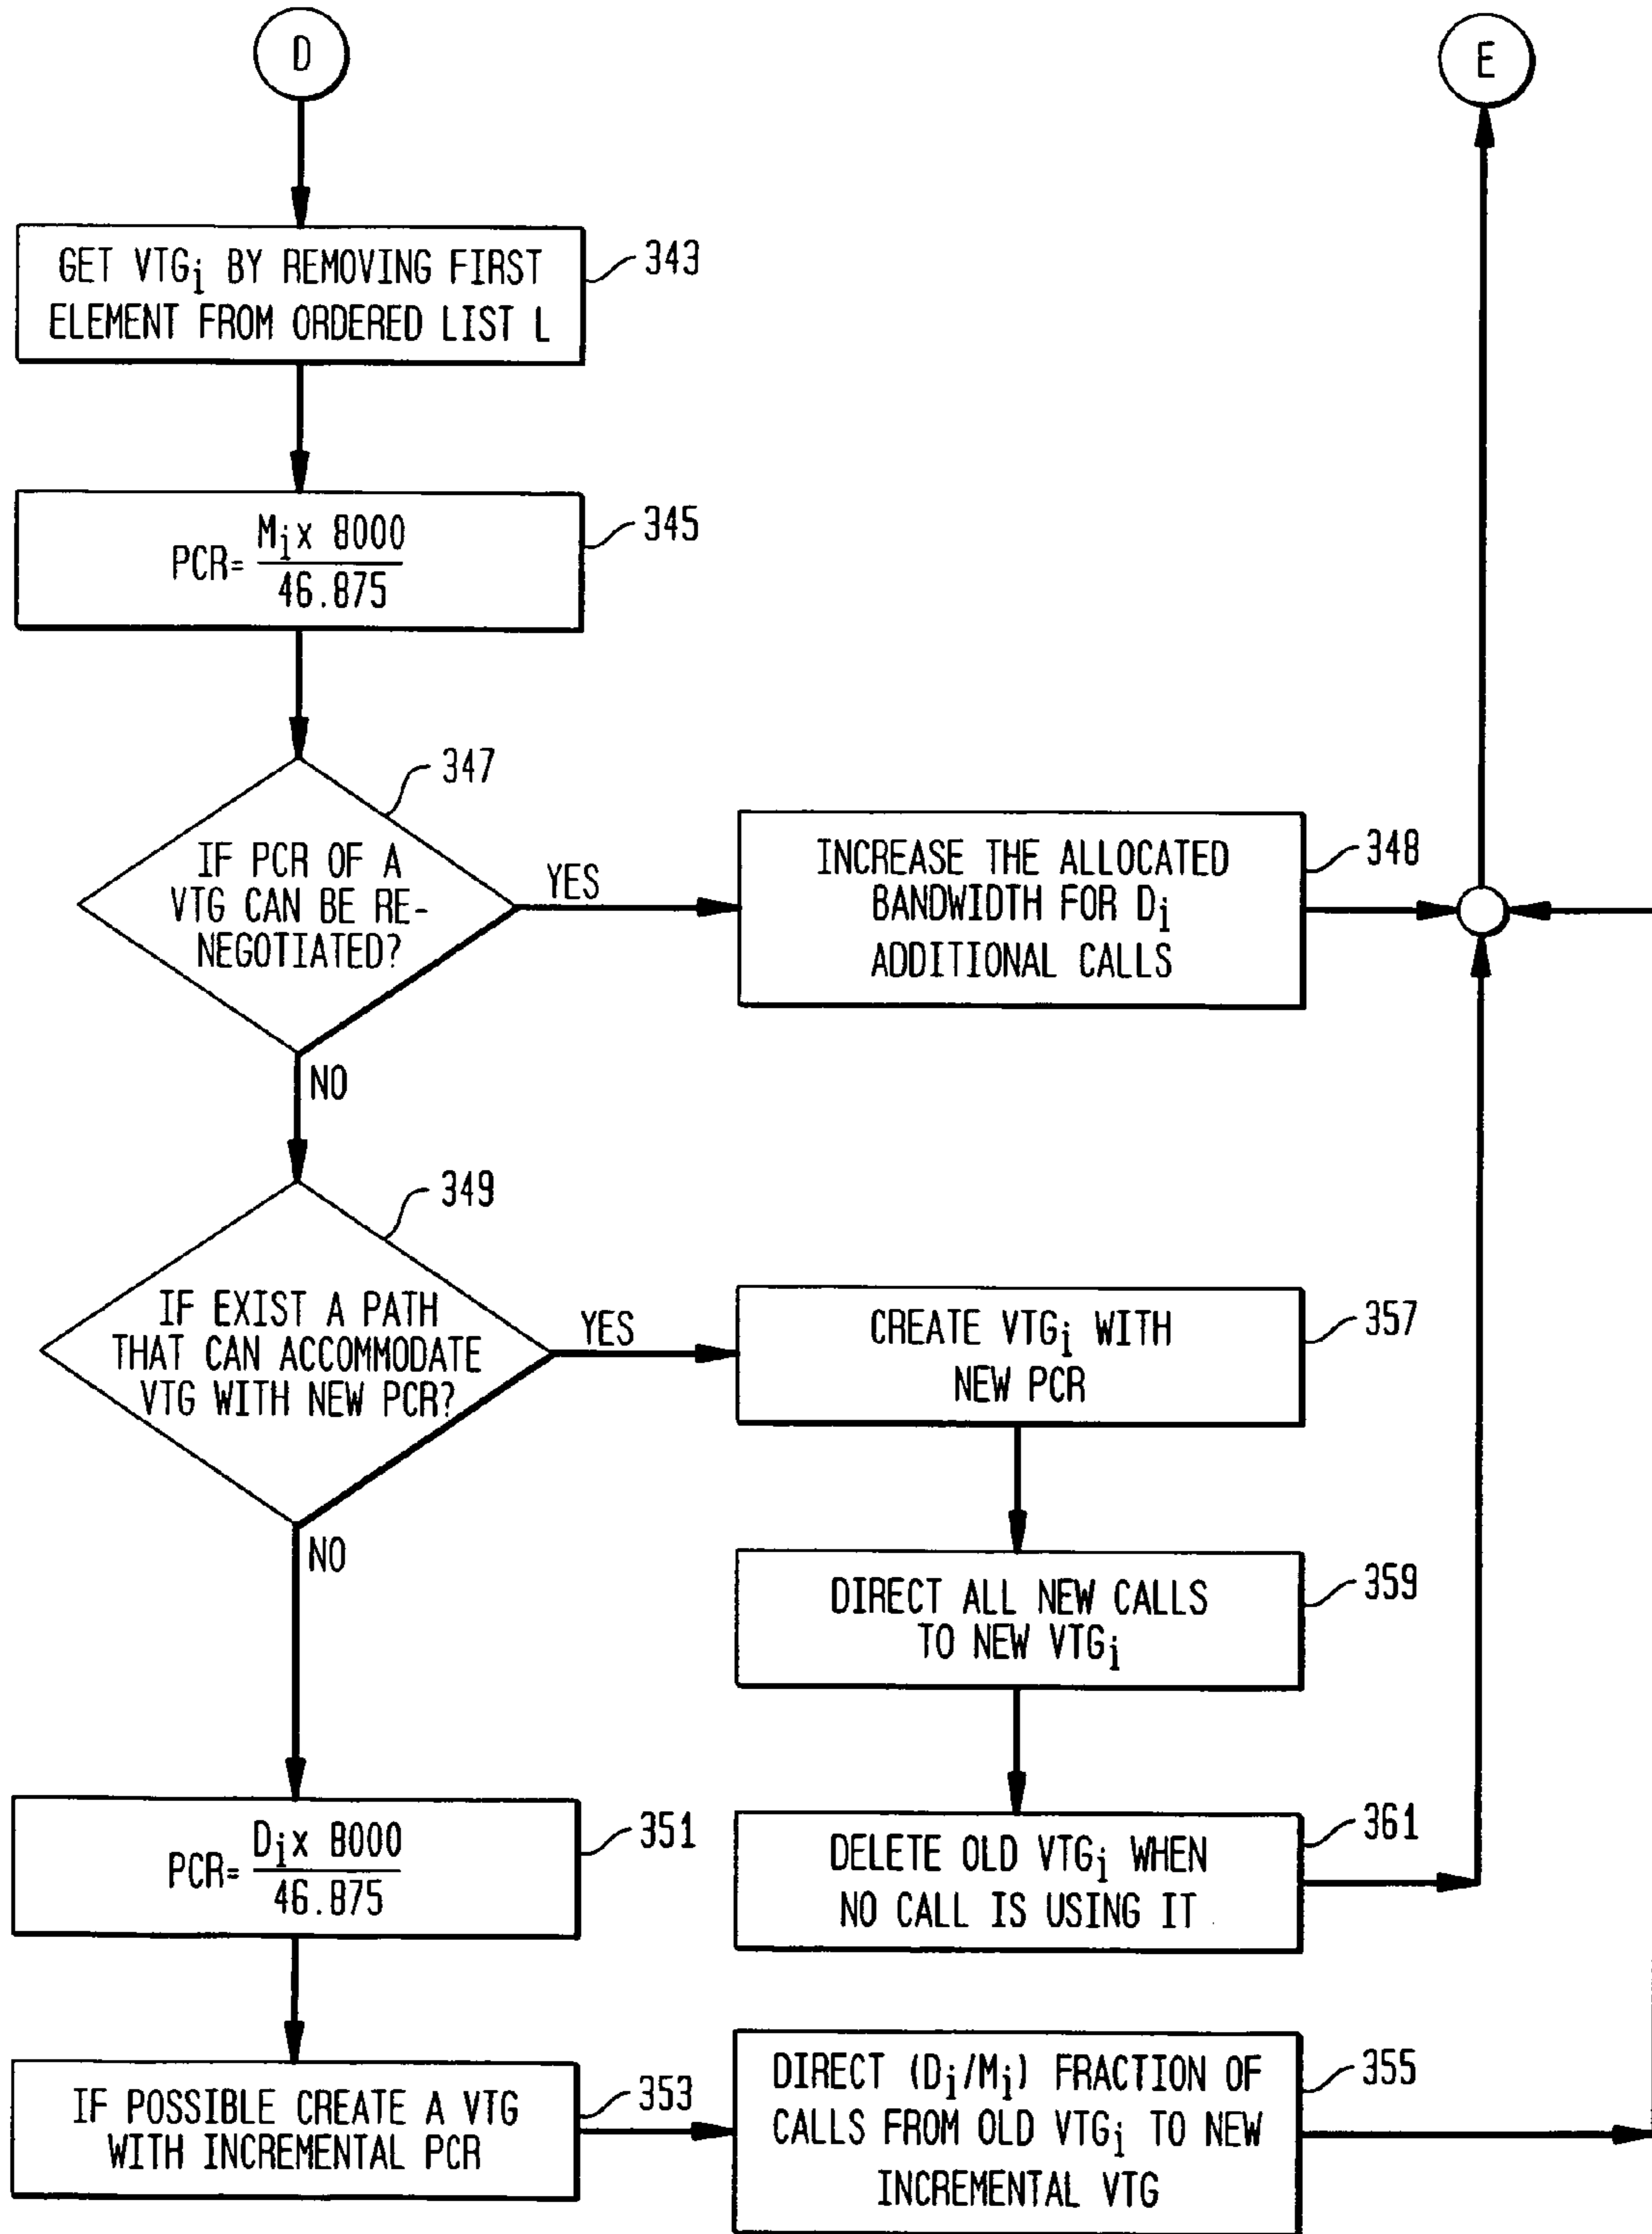 D
E
GET VTGi BY REMOVING FIRST
ELEMENT FROM ORDERED LIST L
343
PCR= Mi x 8000
46.875
345
347
IF PCR OF A
VTG CAN BE RE-
NEGOTIATED?
YES
INCREASE THE ALLOCATED
BANDWIDTH FOR Di
ADDITIONAL CALLS
348
NO
349
IF EXIST A PATH
THAT CAN ACCOMMODATE
VTG WITH NEW PCR?
YES
CREATE VTGi WITH
NEW PCR
357
DIRECT ALL NEW CALLS
TO NEW VTGi
359
NO
DELETE OLD VTGi WHEN
NO CALL IS USING IT
361
PCR= Di x 8000
46.875
351
IF POSSIBLE CREATE A VTG
WITH INCREMENTAL PCR
353
DIRECT (Di/Mi) FRACTION OF
CALLS FROM OLD VTGi TO NEW
INCREMENTAL VTG
355